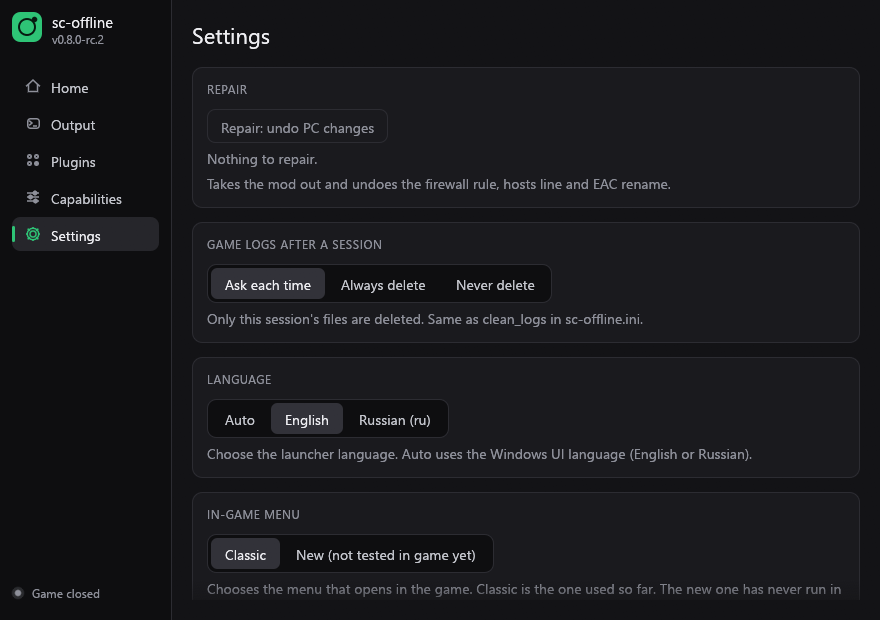 sc-offline
v0.8.0-rc.2
Home
Output
Plugins
Capabilities
Settings
Game closed
Settings
REPAIR
Repair: undo PC changes
Nothing to repair.
Takes the mod out and undoes the firewall rule, hosts line and EAC rename.
GAME LOGS AFTER A SESSION
Ask each time Always delete Never delete
Only this session's files are deleted. Same as clean_logs in sc-offline.ini.
LANGUAGE
Auto English Russian (ru)
Choose the launcher language. Auto uses the Windows UI language (English or Russian).
IN-GAME MENU
Classic New (not tested in game yet)
Chooses the menu that opens in the game. Classic is the one used so far. The new one has never run in